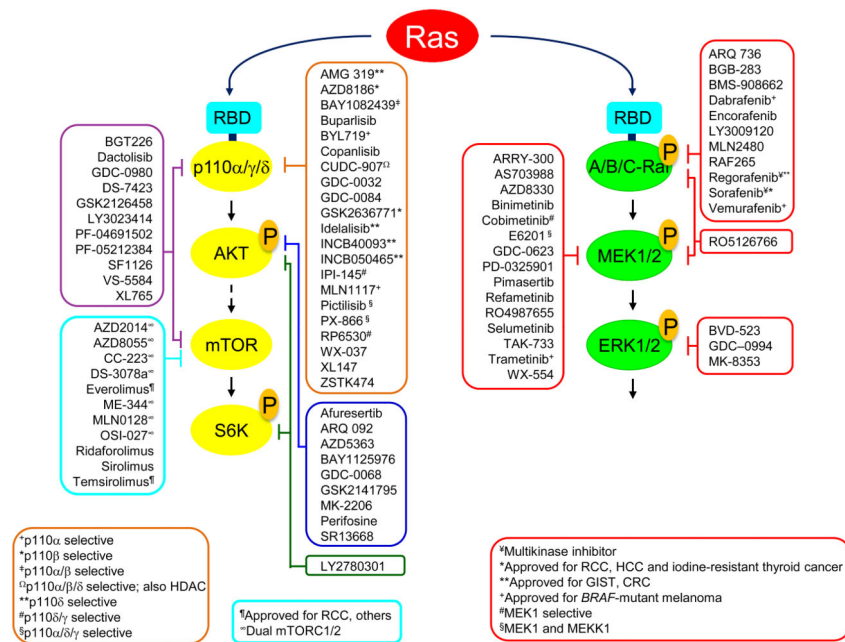 Ras
RBD
p110α/γ/δ
AKT
P
mTOR
S6K
P
RBD
A/B/C-Raf
P
MEK1/2
P
ERK1/2
P
BGT226
Dactolisib
GDC-0980
DS-7423
GSK2126458
LY3023414
PF-04691502
PF-05212384
SF1126
VS-5584
XL765
AZD2014∞
AZD8055∞
CC-223∞
DS-3078a∞
Everolimus¶
ME-344∞
MLN0128∞
OSI-027∞
Ridaforolimus
Sirolimus
Temsirolimus¶
AMG 319**
AZD8186*
BAY1082439‡
Buparlisib
BYL719+
Copanlisib
CUDC-907Ω
GDC-0032
GDC-0084
GSK2636771*
Idelalisib**
INCB40093**
INCB050465**
IPI-145#
MLN1117+
Pictilisib§
PX-866§
RP6530#
WX-037
XL147
ZSTK474
Afuresertib
ARQ 092
AZD5363
BAY1125976
GDC-0068
GSK2141795
MK-2206
Perifosine
SR13668
LY2780301
ARRY-300
AS703988
AZD8330
Binimetinib
Cobimetinib#
E6201§
GDC-0623
PD-0325901
Pimasertib
Refametinib
RO4987655
Selumetinib
TAK-733
Trametinib+
WX-554
ARQ 736
BGB-283
BMS-908662
Dabrafenib+
Encorafenib
LY3009120
MLN2480
RAF265
Regorafenib¥**
Sorafenib¥*
Vemurafenib+
RO5126766
BVD-523
GDC–0994
MK-8353
+p110α selective
*p110β selective
‡p110α/β selective
Ωp110α/β/δ selective; also HDAC
**p110δ selective
#p110δ/γ selective
§p110α/δ/γ selective
¶Approved for RCC, others
∞Dual mTORC1/2
¥Multikinase inhibitor
*Approved for RCC, HCC and iodine-resistant thyroid cancer
**Approved for GIST, CRC
+Approved for BRAF-mutant melanoma
#MEK1 selective
§MEK1 and MEKK1